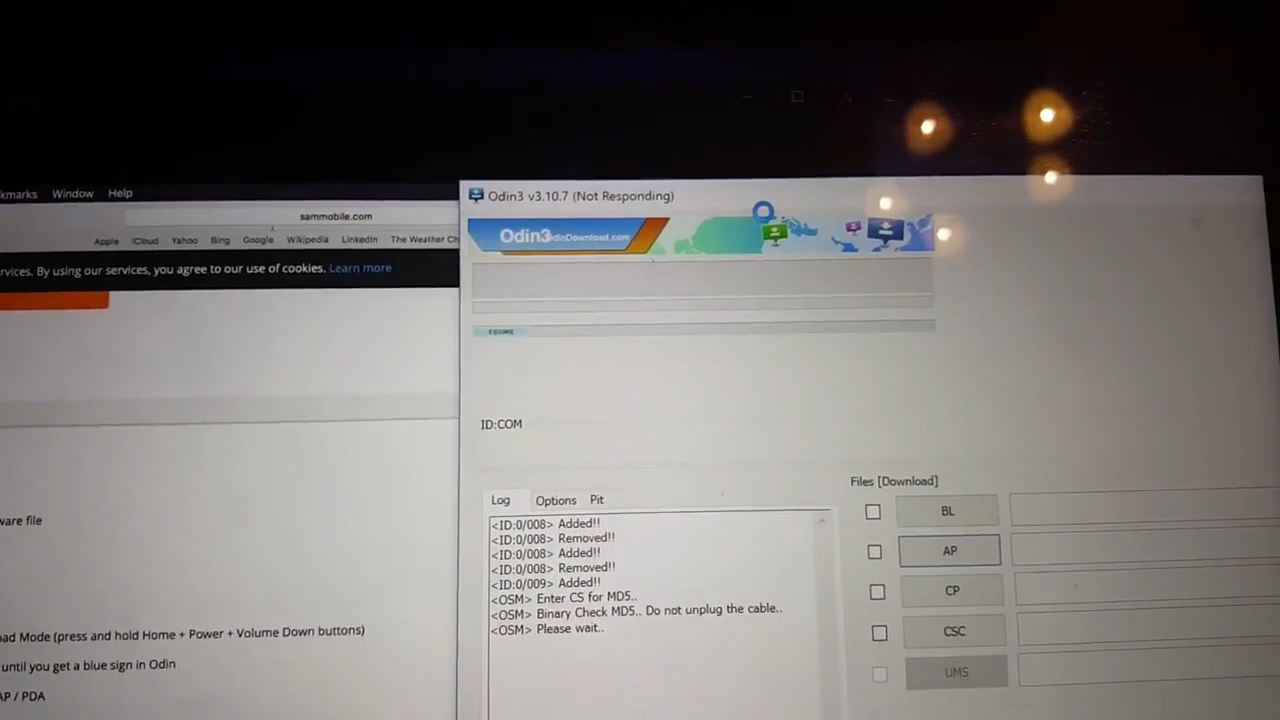 kmarks Window Help
sammobile.com
Apple iCloud Yahoo Bing Google Wikipedia LinkedIn The Weather Ch
rvices. By using our services, you agree to our use of cookies. Learn more
ware file
oad Mode (press and hold Home + Power + Volume Down buttons)
until you get a blue sign in Odin
AP / PDA
Odin3 v3.10.7 (Not Responding)
Odin3
dinDownload.com
0:[COM9]
ID:COM
Log Options Pit
<ID:0/008> Added!!
<ID:0/008> Removed!!
<ID:0/008> Added!!
<ID:0/008> Removed!!
<ID:0/009> Added!!
<OSM> Enter CS for MD5..
<OSM> Binary Check MD5.. Do not unplug the cable..
<OSM> Please wait..
Files [Download]
BL
AP
CP
CSC
UMS